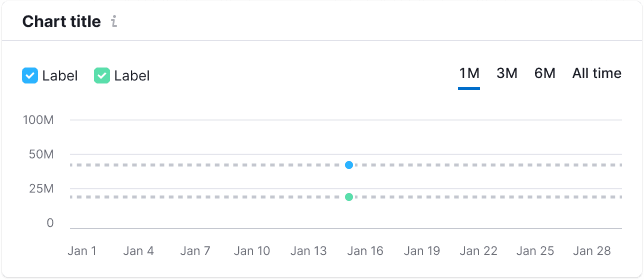 Chart title
Label Label 1M 3M 6M All time
100M
50M
25M
0
Jan 1 Jan 4 Jan 7 Jan 10 Jan 13 Jan 16 Jan 19 Jan 22 Jan 25 Jan 28